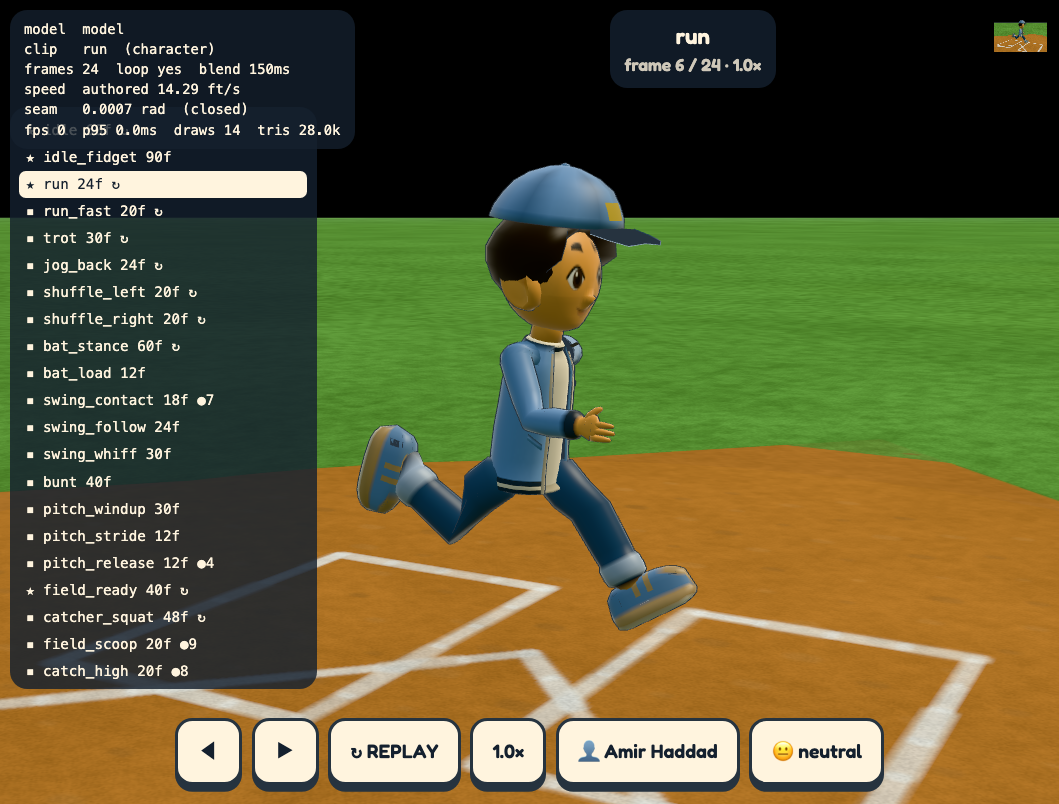 model model
clip run (character)
frames 24 loop yes blend 150ms
speed authored 14.29 ft/s
seam 0.0007 rad (closed)
fps 0 p95 0.0ms draws 14 tris 28.0k
★ idle_fidget 90f
★ run 24f ↻
▪ run_fast 20f ↻
▪ trot 30f ↻
▪ jog_back 24f ↻
▪ shuffle_left 20f ↻
▪ shuffle_right 20f ↻
▪ bat_stance 60f ↻
▪ bat_load 12f
▪ swing_contact 18f ●7
▪ swing_follow 24f
▪ swing_whiff 30f
▪ bunt 40f
▪ pitch_windup 30f
▪ pitch_stride 12f
▪ pitch_release 12f ●4
★ field_ready 40f ↻
▪ catcher_squat 48f ↻
▪ field_scoop 20f ●9
▪ catch_high 20f ●8
run
frame 6 / 24 · 1.0×
◀ ▶ ↻ REPLAY 1.0× 👤 Amir Haddad 😐 neutral